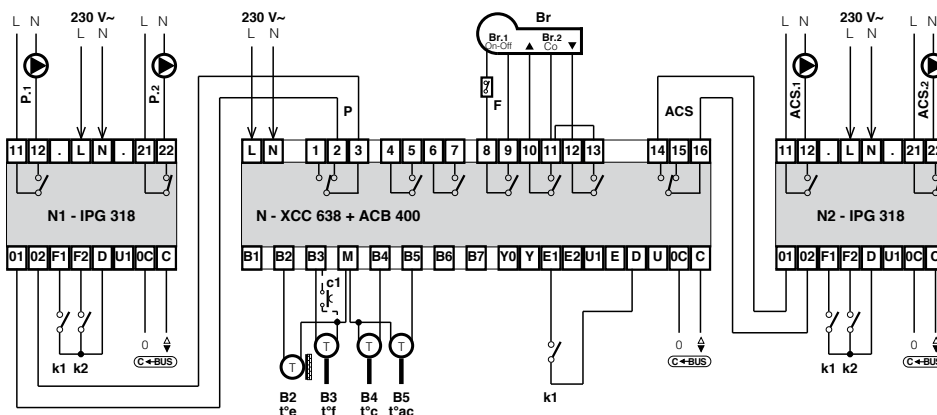 L N 230 V~ 230 V~ Br L N 230 V~
L N L N L N L N
Br.1 Br.2
On-Off ▲ Co ▼
P.1 P.2 P F ACS ACS.1 ACS.2
11 12 . L N . 21 22
L N 1 2 3 4 5 6 7 8 9 10 11 12 13 14 15 16
11 12 . L N . 21 22
N1 - IPG 318
N - XCC 638 + ACB 400
N2 - IPG 318
01 02 F1 F2 D U1 0C C
B1 B2 B3 M B4 B5 B6 B7 Y0 Y E1 E2 U1 E D U 0C C
01 02 F1 F2 D U1 0C C
c1
T T T T
0 0 0
k1 k2
C BUS
C BUS
k1 k2
C BUS
B2 B3 B4 B5 k1
t°e t°f t°c t°ac